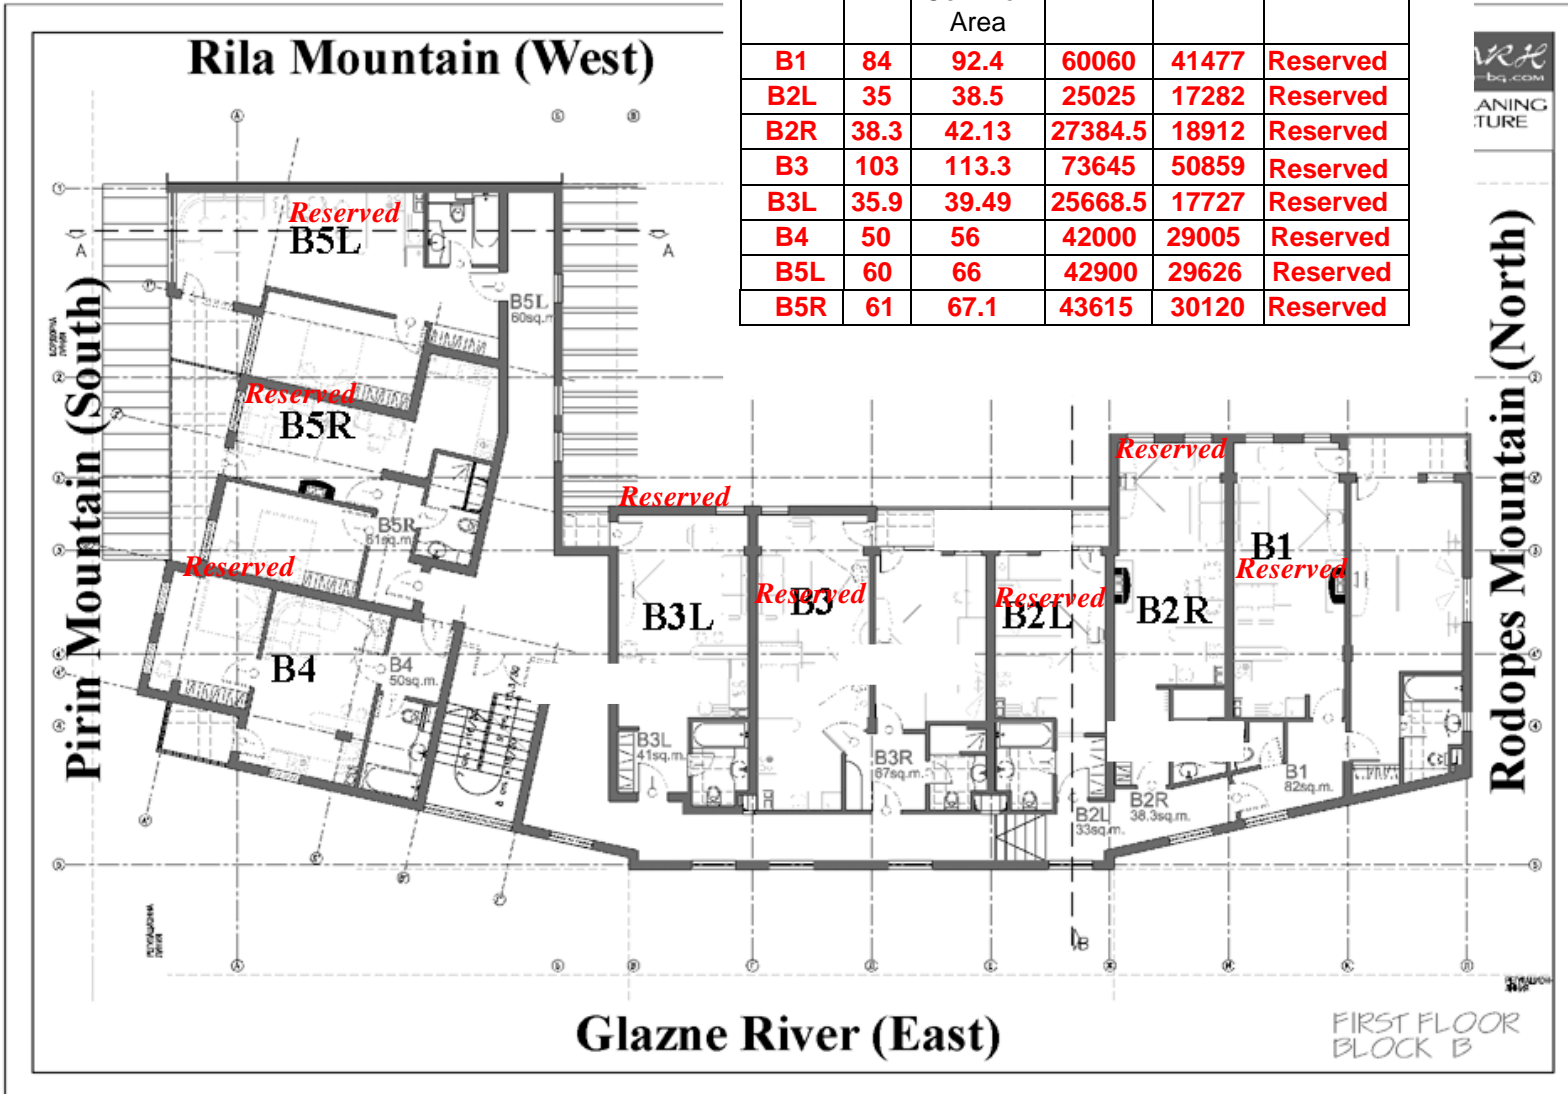 Rila Mountain (West)
Area
B1 84 92.4 60060 41477 Reserved
B2L 35 38.5 25025 17282 Reserved
B2R 38.3 42.13 27384.5 18912 Reserved
B3 103 113.3 73645 50859 Reserved
B3L 35.9 39.49 25668.5 17727 Reserved
B4 50 56 42000 29005 Reserved
B5L 60 66 42900 29626 Reserved
B5R 61 67.1 43615 30120 Reserved
ARH
-bg.com
ANING
TURE
Pirin Mountain (South)
Rodopes Mountain (North)
A
A
Reserved
B5L
B5L
60sq.m
Reserved
B5R
B5R
61sq.m.
Reserved
B4
B4
50sq.m.
Reserved
B3L
B3L
41sq.m.
Reserved
B3
B3R
67sq.m.
Reserved
B2L
B2L
33sq.m.
Reserved
B2R
B2R
38.3sq.m.
B1
Reserved
B1
82sq.m.
B
Glazne River (East)
FIRST FLOOR
BLOCK B